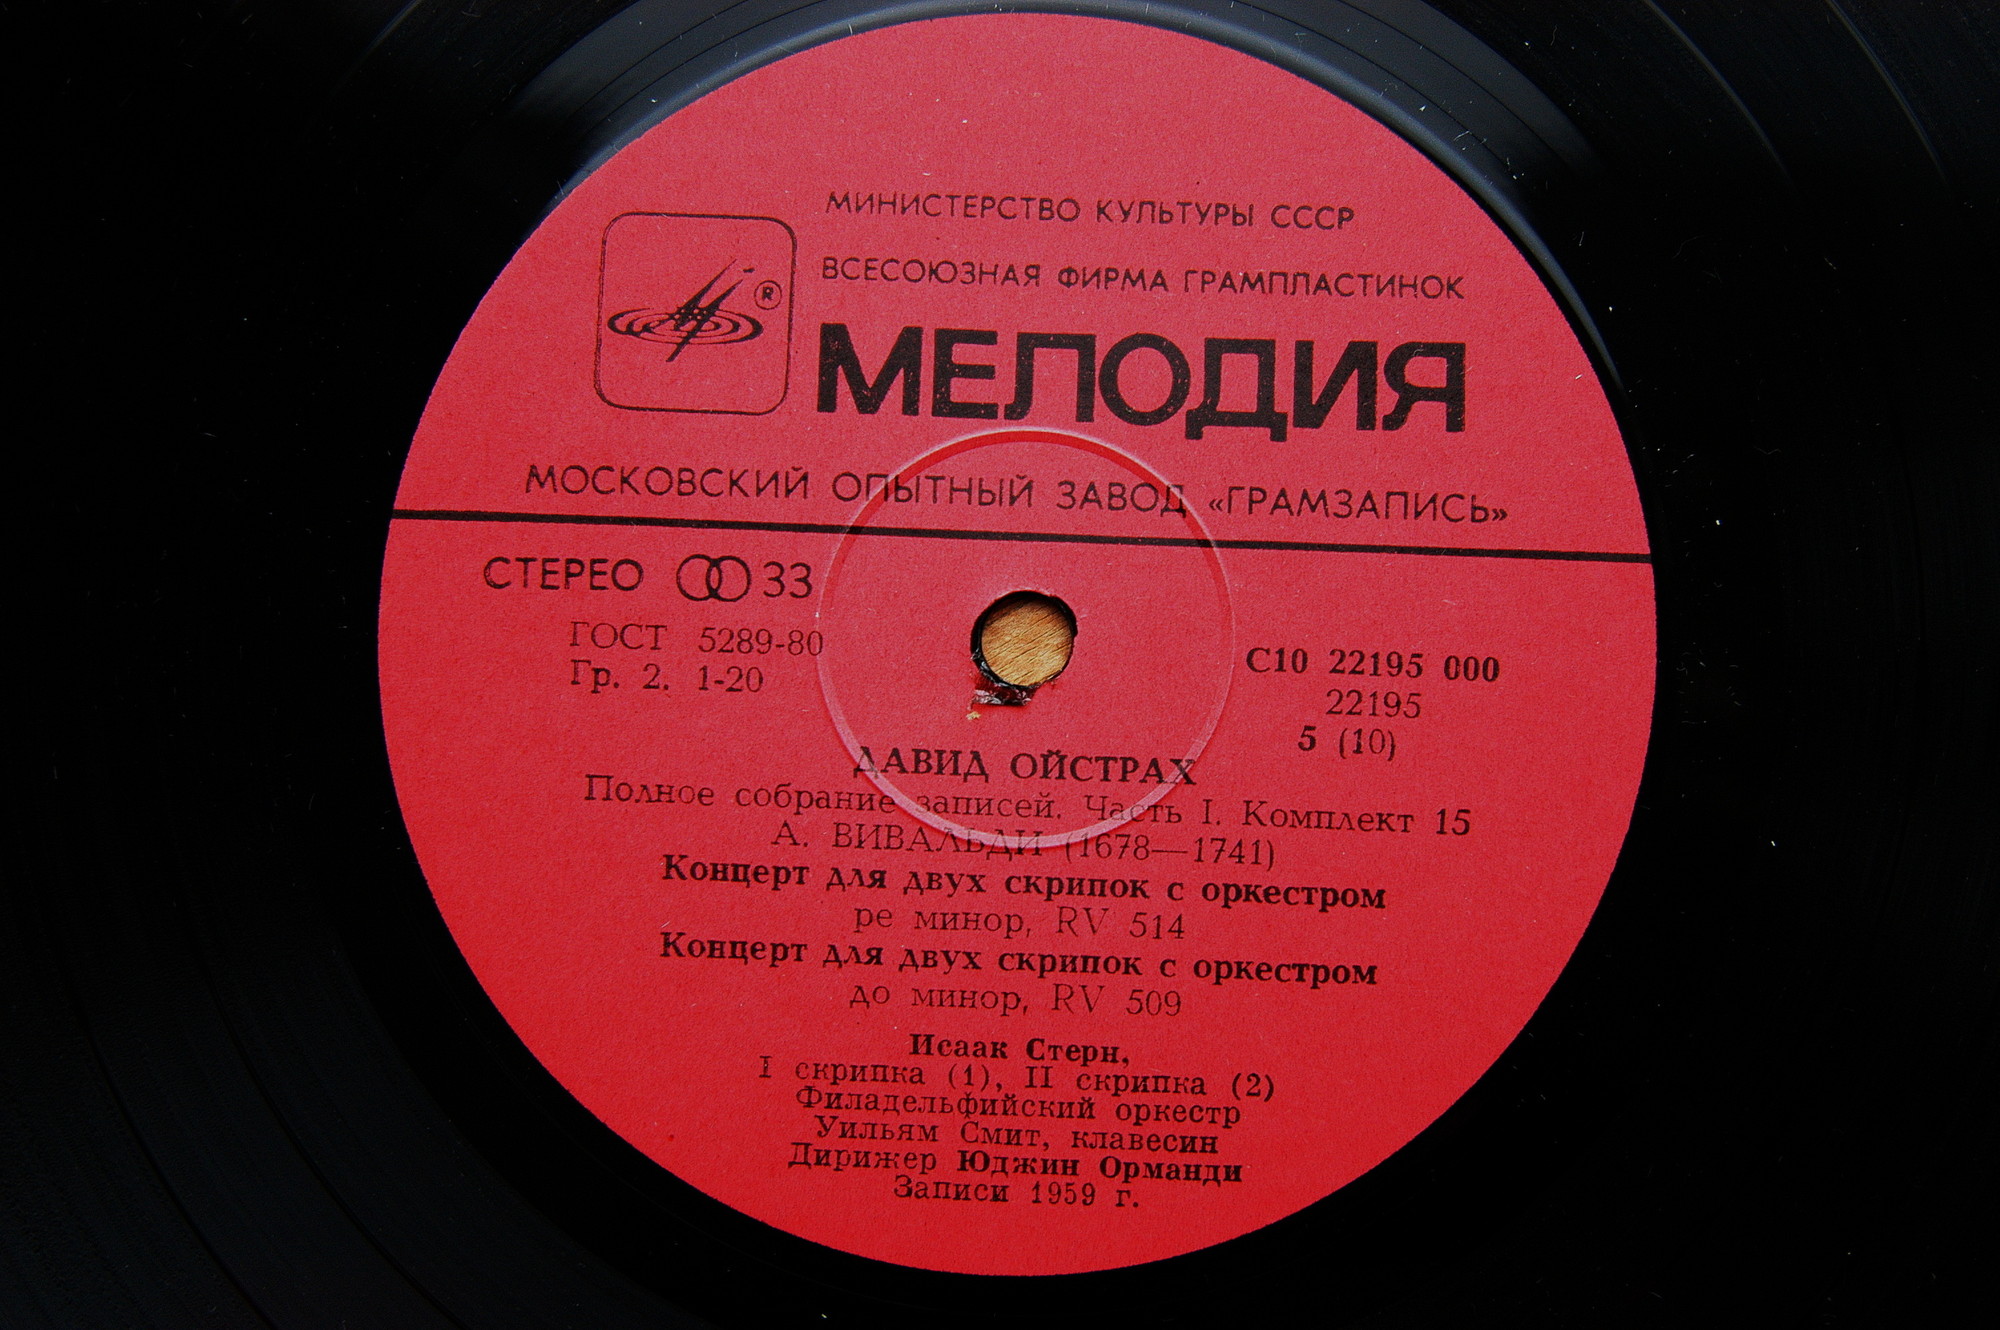 МИНИСТЕРСТВО КУЛЬТУРЫ СССР
ВСЕСОЮЗНАЯ ФИРМА ГРАМПЛАСТИНОК
®
МЕЛОДИЯ
МОСКОВСКИЙ ОПЫТНЫЙ ЗАВОД «ГРАМЗАПИСЬ»
СТЕРЕО 33
ГОСТ 5289-80
Гр. 2. 1-20
С10 22195 000
22195
5 (10)
ДАВИД ОЙСТРАХ
Полное собрание записей. Часть I. Комплект 15
А. ВИВАЛЬДИ (1678—1741)
Концерт для двух скрипок с оркестром
ре минор, RV 514
Концерт для двух скрипок с оркестром
до минор, RV 509
Исаак Стерн,
I скрипка (1), II скрипка (2)
Филадельфийский оркестр
Уильям Смит, клавесин
Дирижер Юджин Орманди
Записи 1959 г.